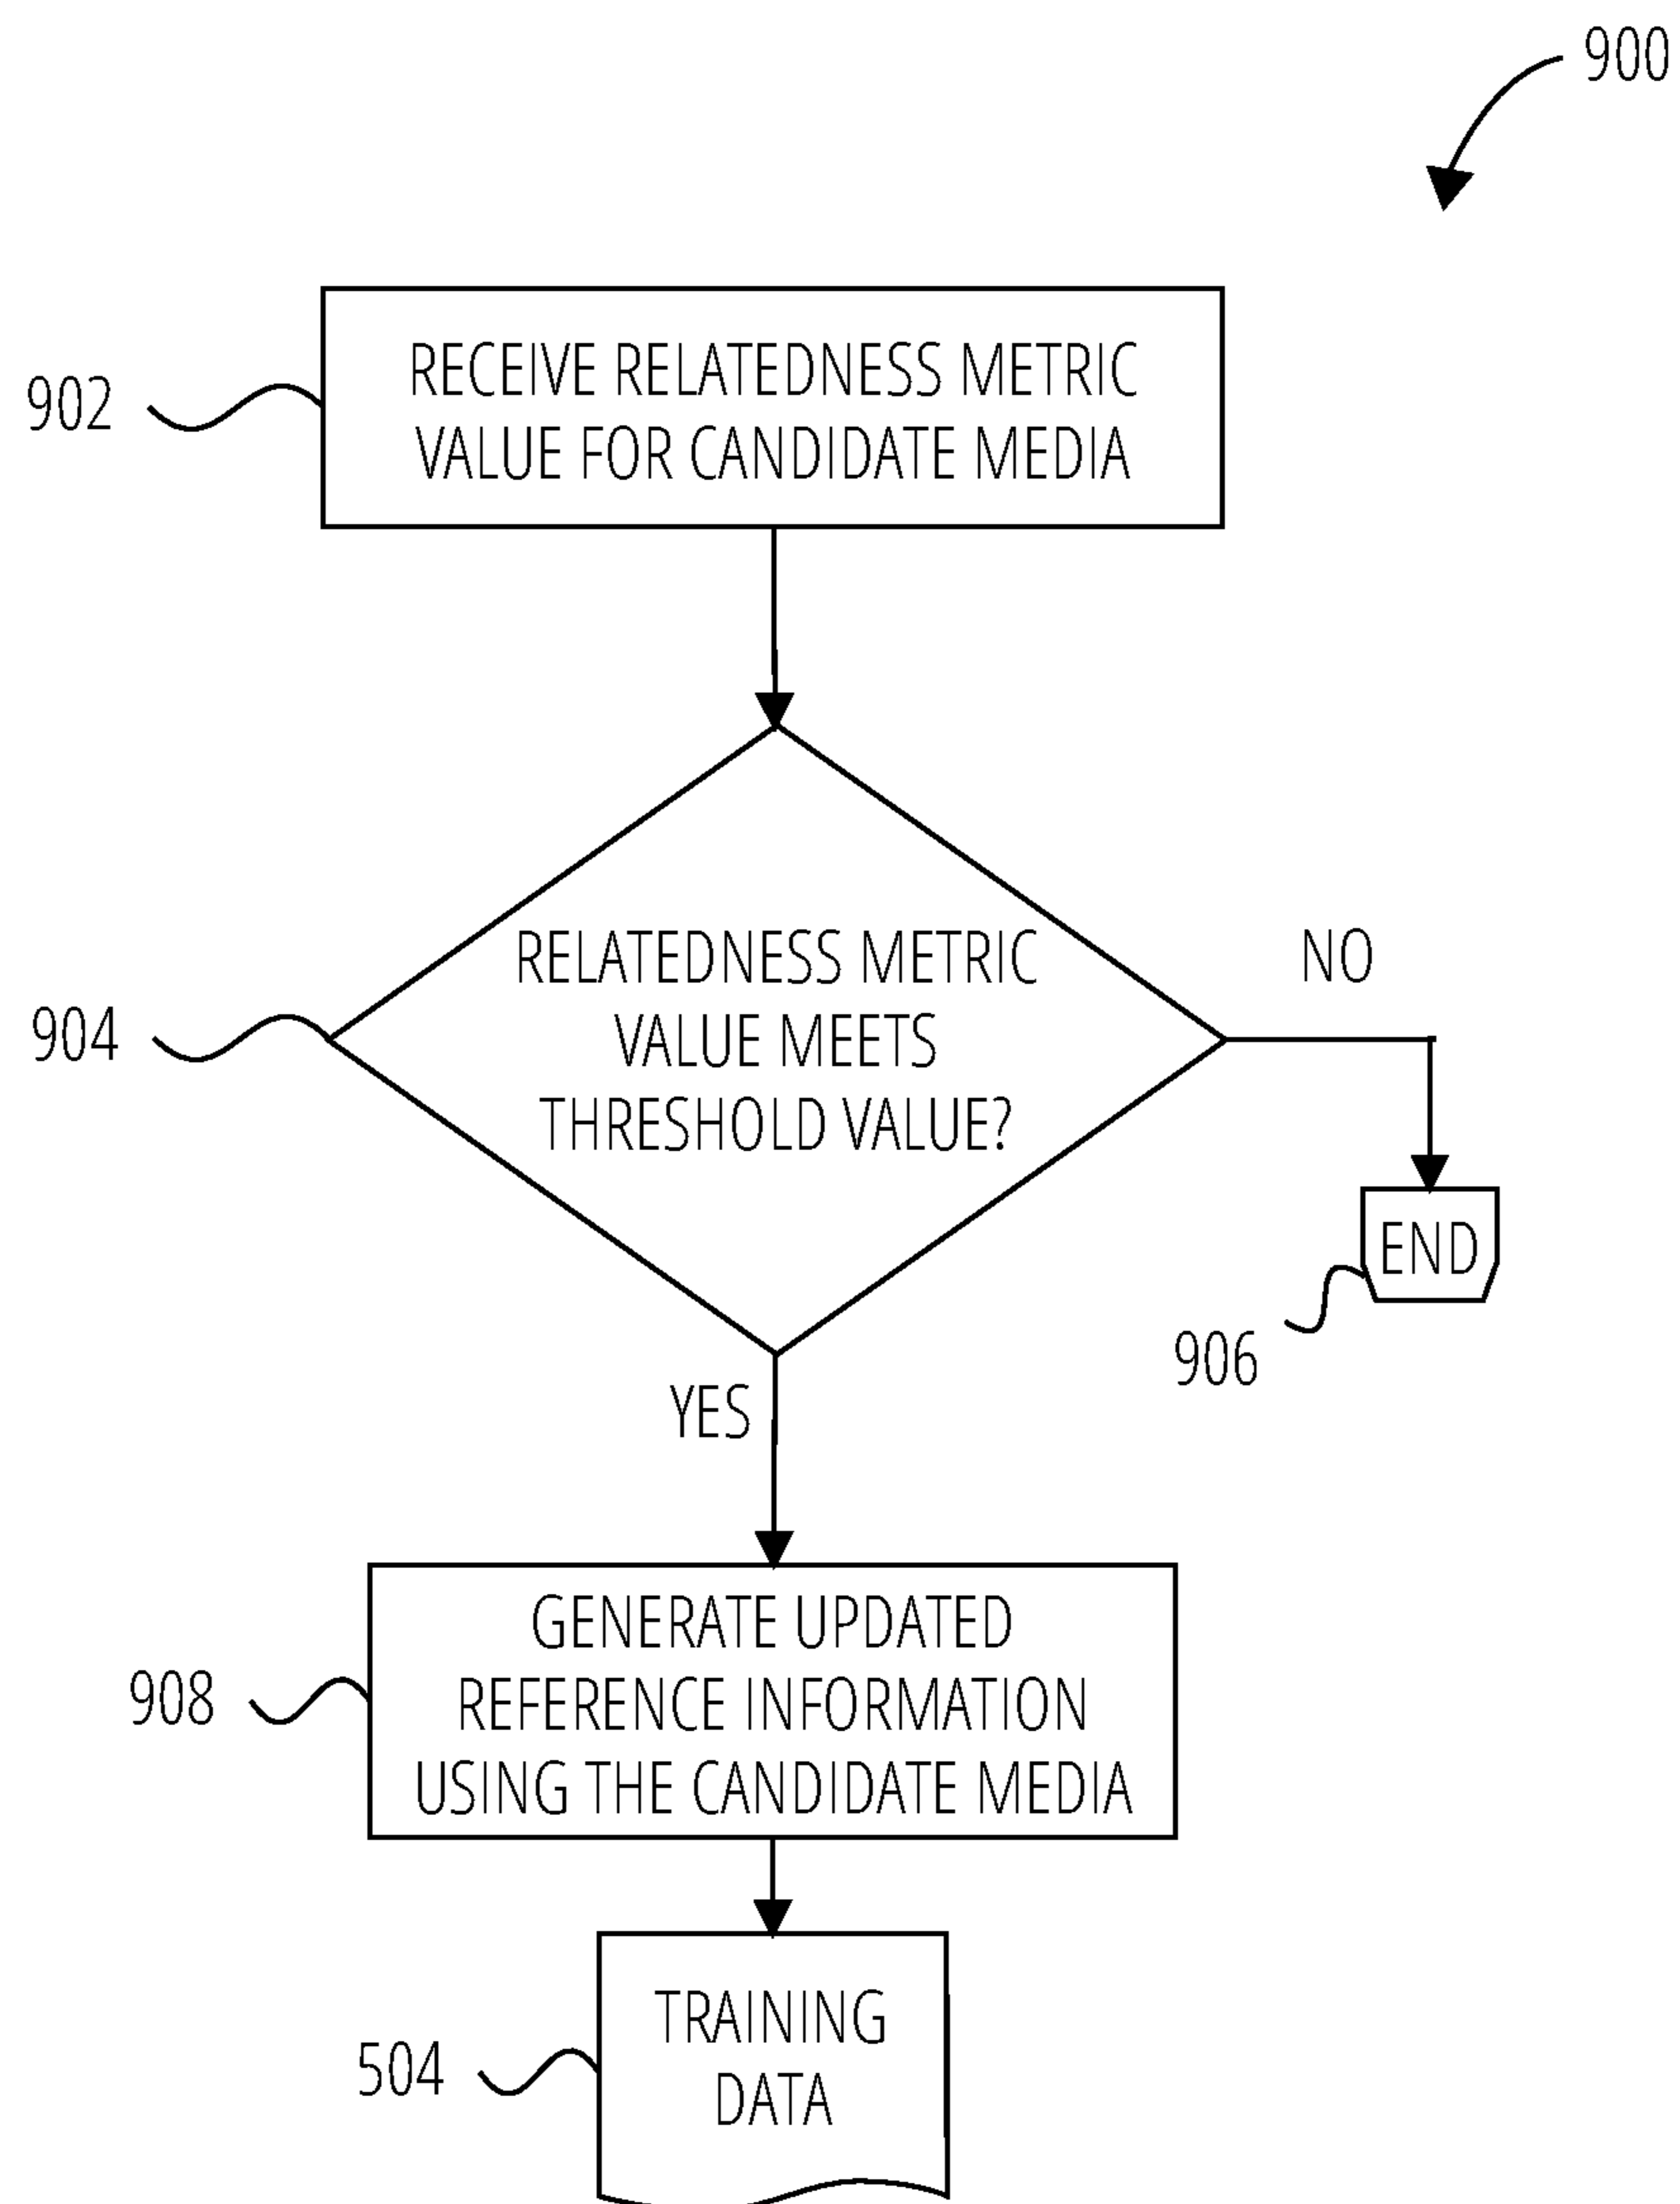 900
902
RECEIVE RELATEDNESS METRIC
VALUE FOR CANDIDATE MEDIA
904
RELATEDNESS METRIC
VALUE MEETS
THRESHOLD VALUE?
NO
END
906
YES
908
GENERATE UPDATED
REFERENCE INFORMATION
USING THE CANDIDATE MEDIA
504
TRAINING
DATA